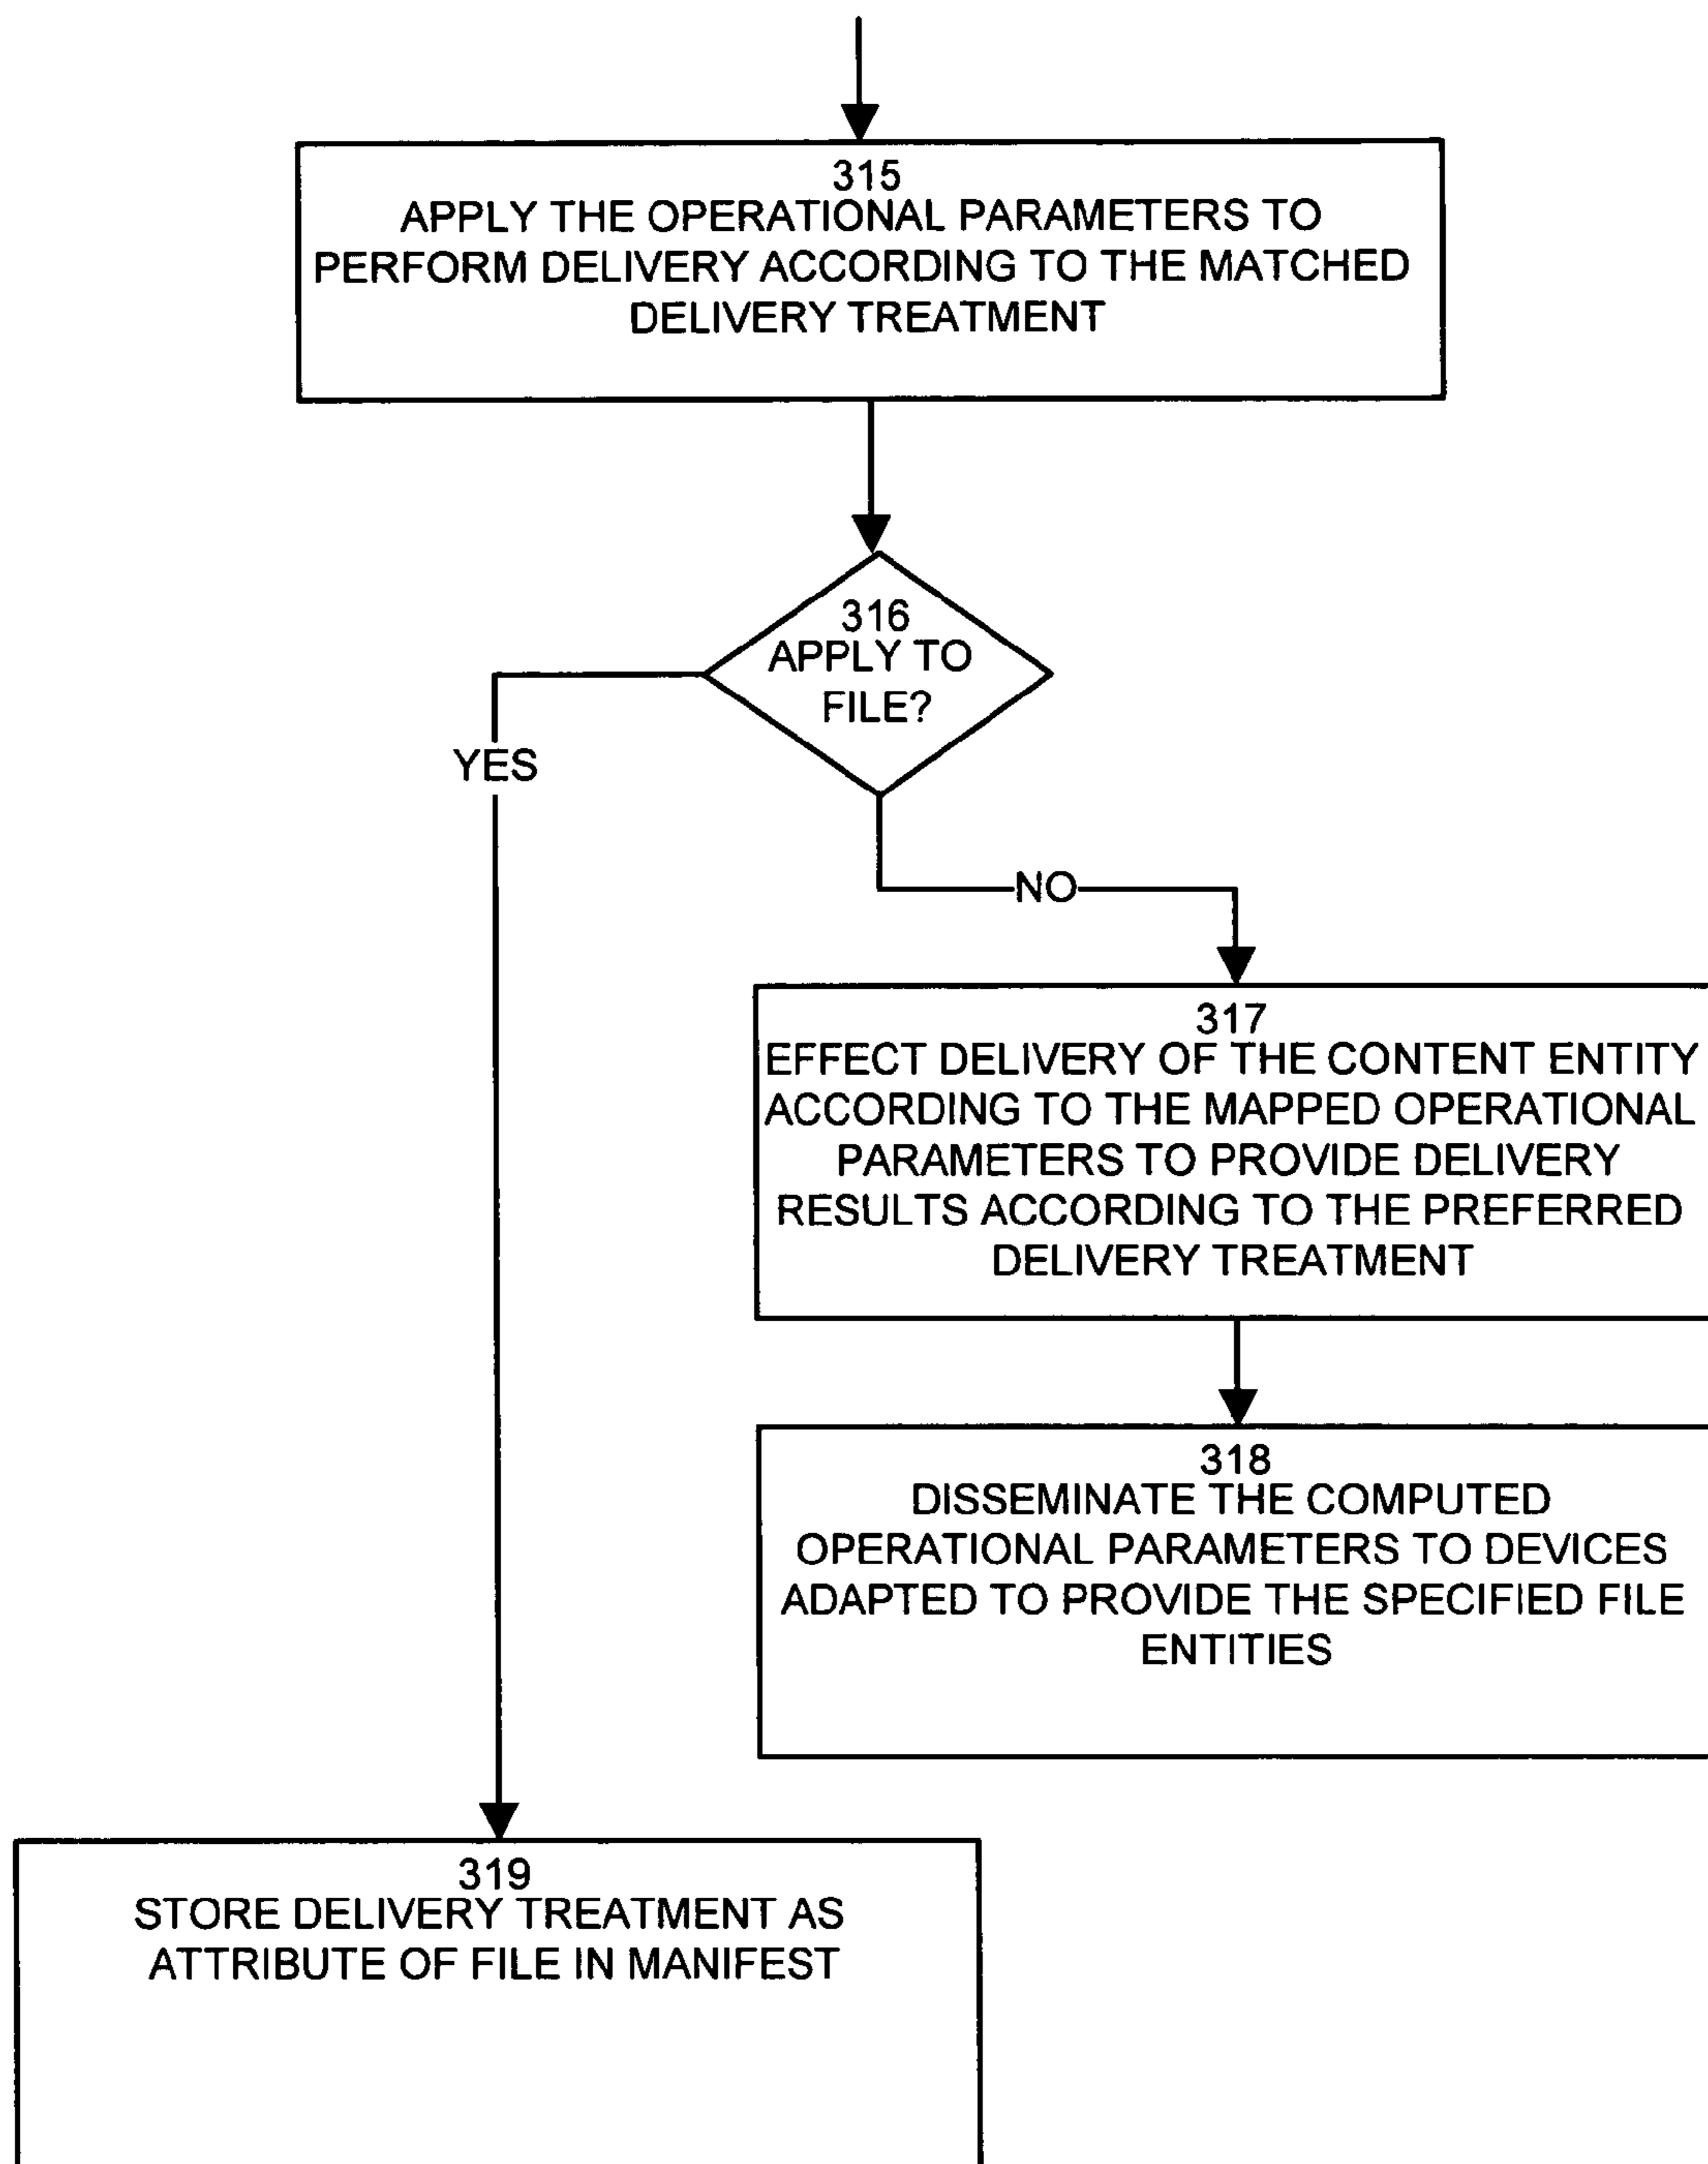 315
APPLY THE OPERATIONAL PARAMETERS TO
PERFORM DELIVERY ACCORDING TO THE MATCHED
DELIVERY TREATMENT
316
APPLY TO
FILE?
YES
NO
317
EFFECT DELIVERY OF THE CONTENT ENTITY
ACCORDING TO THE MAPPED OPERATIONAL
PARAMETERS TO PROVIDE DELIVERY
RESULTS ACCORDING TO THE PREFERRED
DELIVERY TREATMENT
318
DISSEMINATE THE COMPUTED
OPERATIONAL PARAMETERS TO DEVICES
ADAPTED TO PROVIDE THE SPECIFIED FILE
ENTITIES
319
STORE DELIVERY TREATMENT AS
ATTRIBUTE OF FILE IN MANIFEST